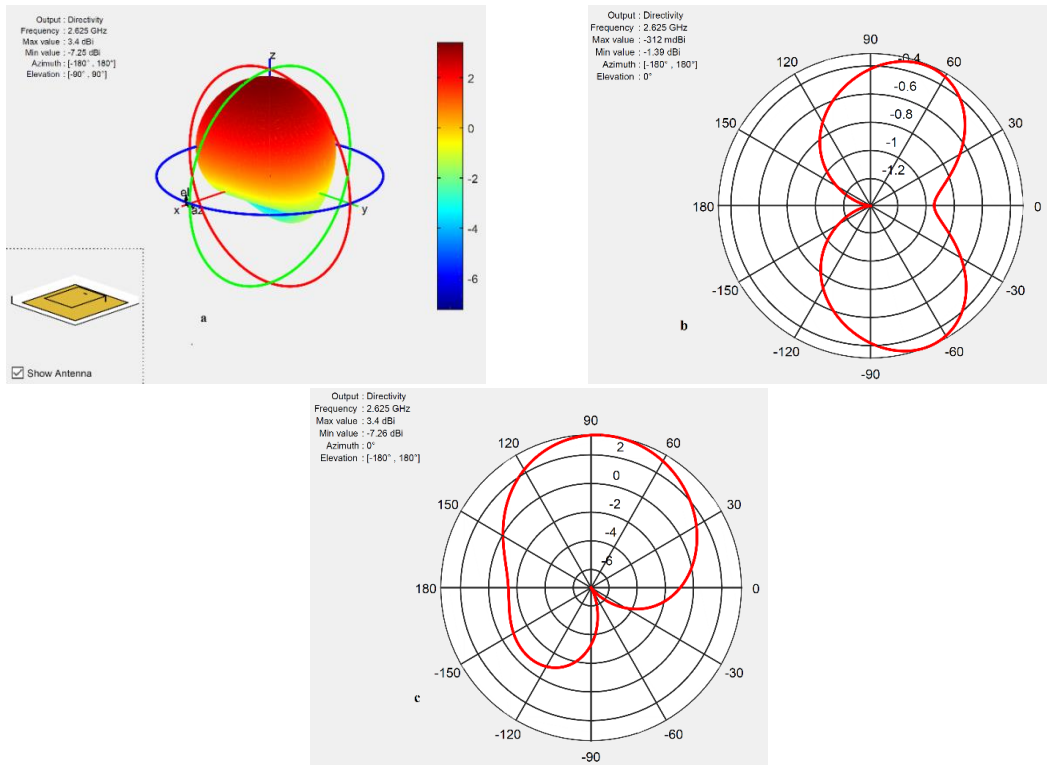 Output : Directivity
Frequency : 2.625 GHz
Max value : 3.4 dBi
Min value : -7.25 dBi
Azimuth : [-180° , 180°]
Elevation : [-90° , 90°]
z
x
y
el
az
2
0
-2
-4
-6
a
Show Antenna
Output : Directivity
Frequency : 2.625 GHz
Max value : -312 mdBi
Min value : -1.39 dBi
Azimuth : [-180° , 180°]
Elevation : 0°
90
120
60
150
30
180
0
-150
-30
-120
-60
-90
-0.4
-0.6
-0.8
-1
-1.2
b
Output : Directivity
Frequency : 2.625 GHz
Max value : 3.4 dBi
Min value : -7.26 dBi
Azimuth : 0°
Elevation : [-180° , 180°]
90
120
60
150
30
180
0
-150
-30
-120
-60
-90
2
0
-2
-4
-6
c